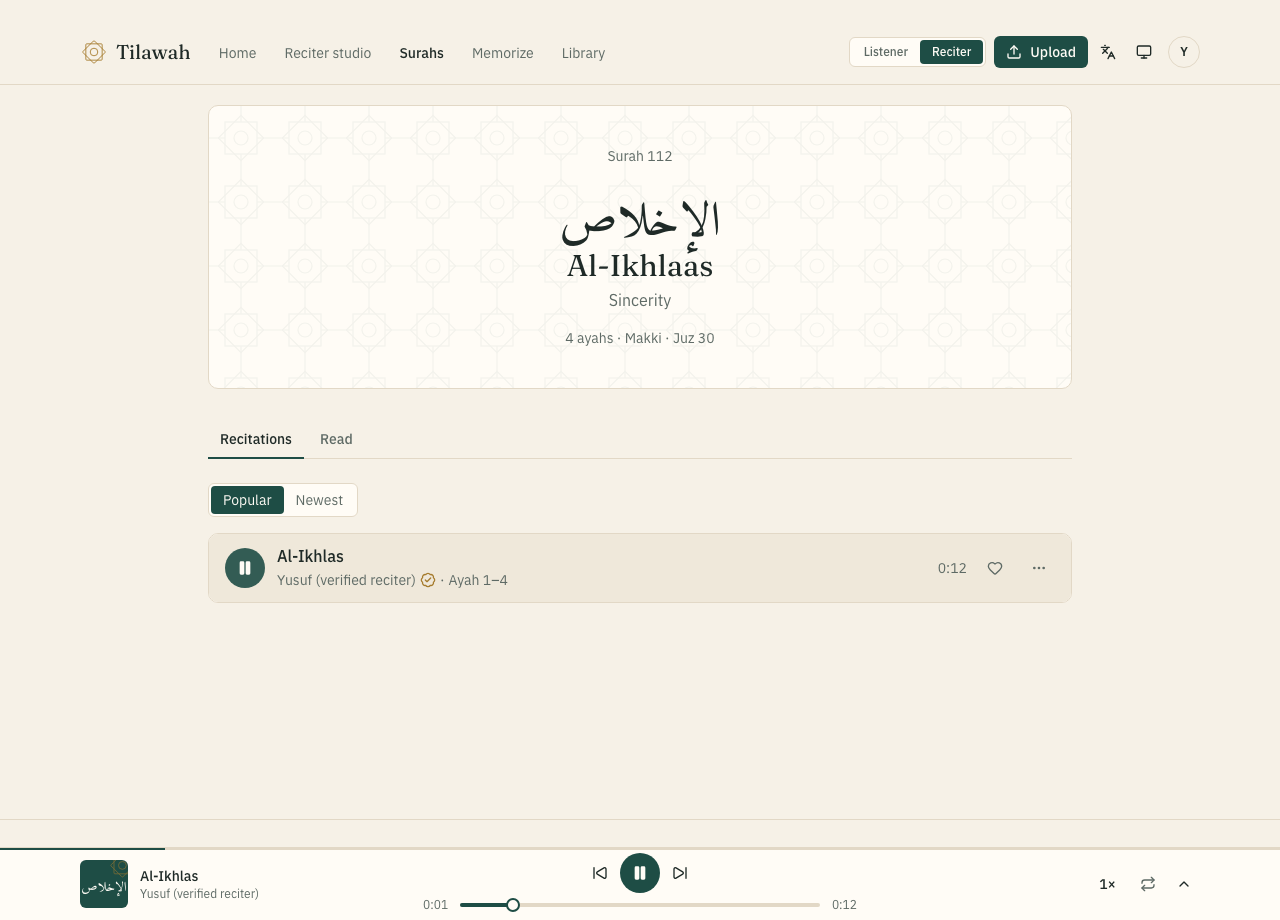 Tilawah
Home
Reciter studio
Surahs
Memorize
Library
Listener
Reciter
Upload
Y
Surah 112
الإخلاص
Al-Ikhlaas
Sincerity
4 ayahs · Makki · Juz 30
Recitations
Read
Popular
Newest
Al-Ikhlas
Yusuf (verified reciter) · Ayah 1–4
0:12
الإخلاص
Al-Ikhlas
Yusuf (verified reciter)
0:01
0:12
1×